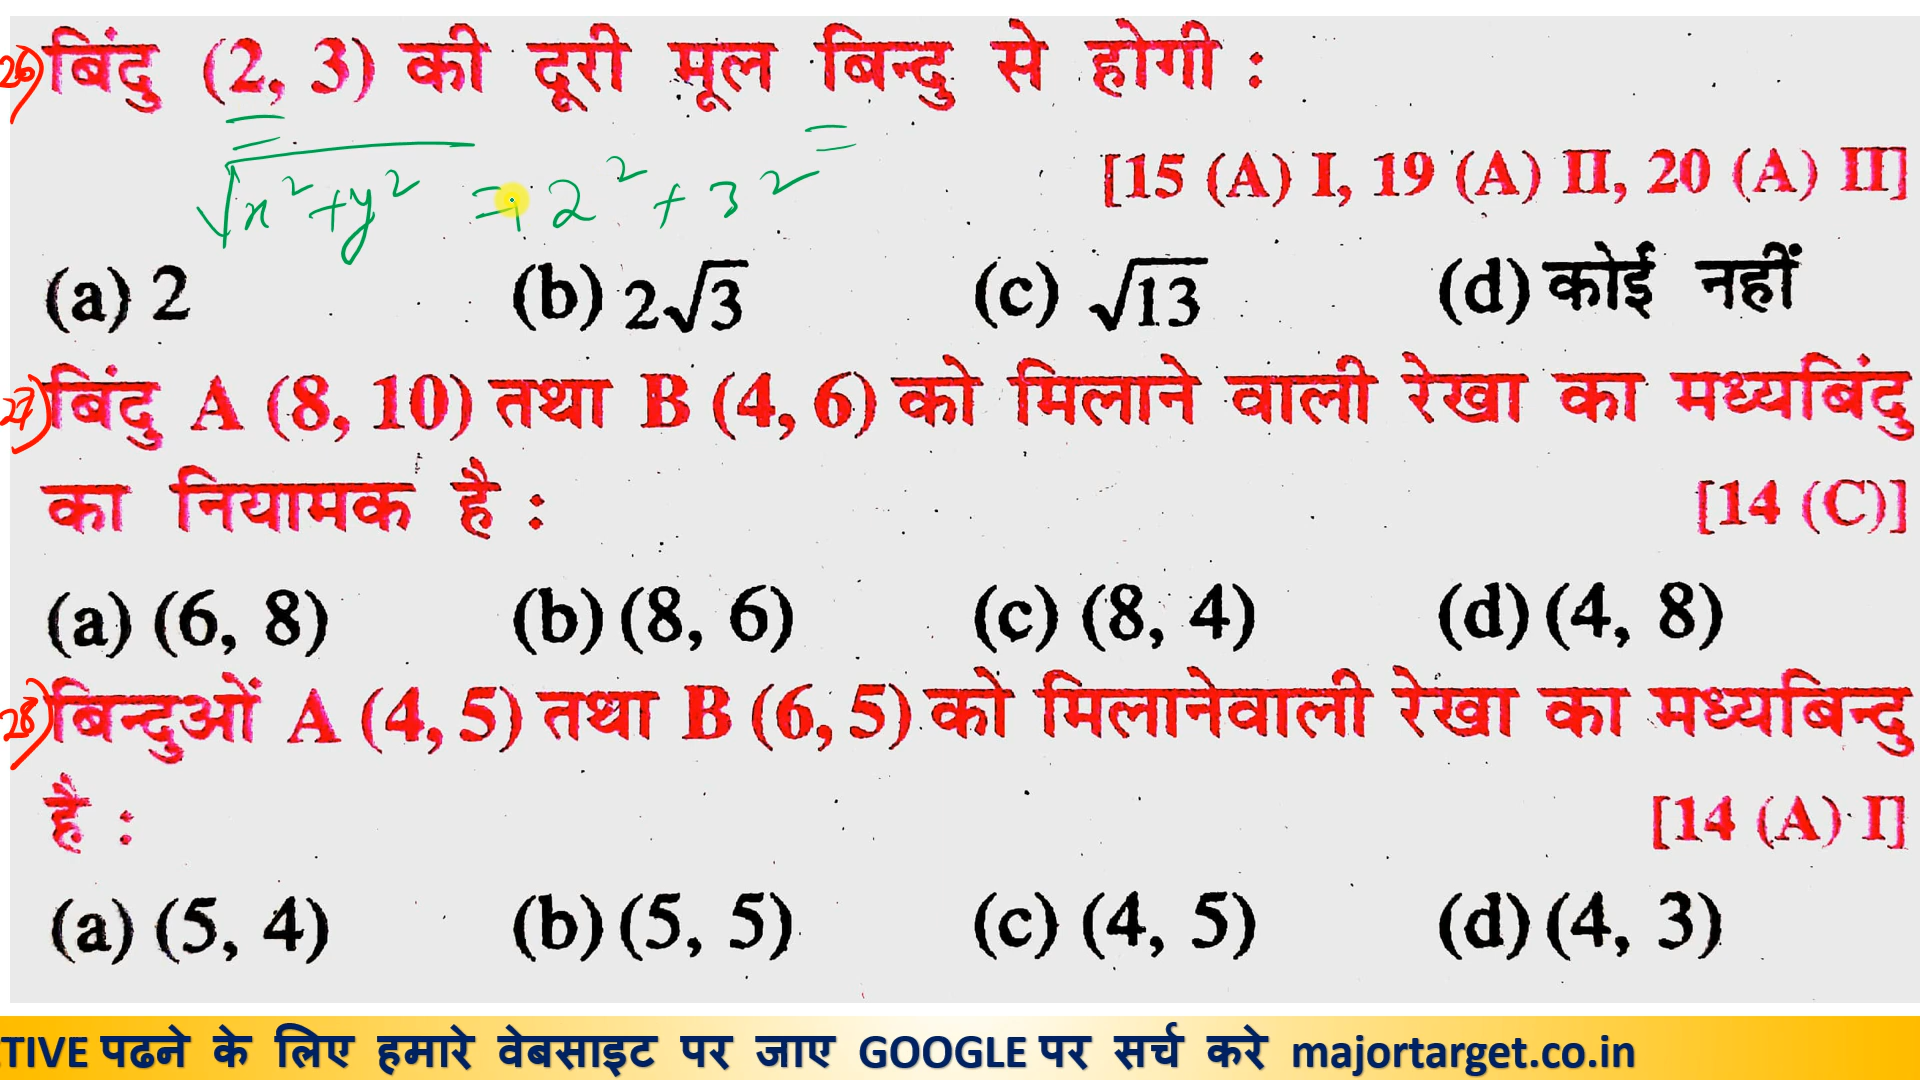 26) बिंदु (2, 3) की दूरी मूल बिन्दु से होगी :
√x²+y² = 2² + 3² =
[15 (A) I, 19 (A) II, 20 (A) II]
(a) 2 (b) 2√3 (c) √13 (d) कोई नहीं
27) बिंदु A (8, 10) तथा B (4, 6) को मिलाने वाली रेखा का मध्यबिंदु
का नियामक है : [14 (C)]
(a) (6, 8) (b) (8, 6) (c) (8, 4) (d) (4, 8)
28) बिन्दुओं A (4, 5) तथा B (6, 5) को मिलानेवाली रेखा का मध्यबिन्दु
है : [14 (A) I]
(a) (5, 4) (b) (5, 5) (c) (4, 5) (d) (4, 3)
TIVE पढने के लिए हमारे वेबसाइट पर जाए GOOGLE पर सर्च करे majortarget.co.in